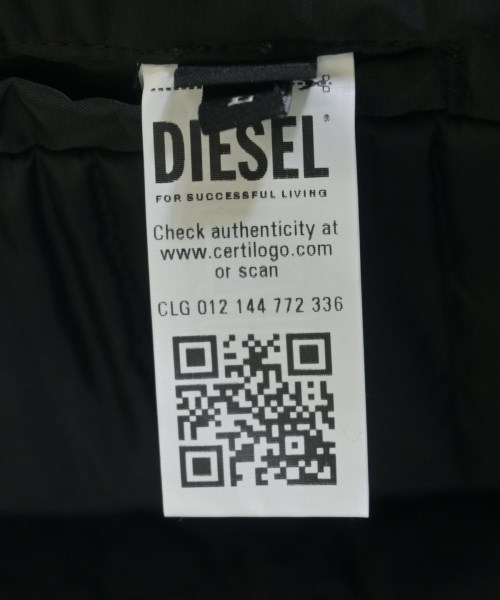 DIESEL®
FOR SUCCESSFUL LIVING
Check authenticity at
www.certilogo.com
or scan
CLG 012 144 772 336